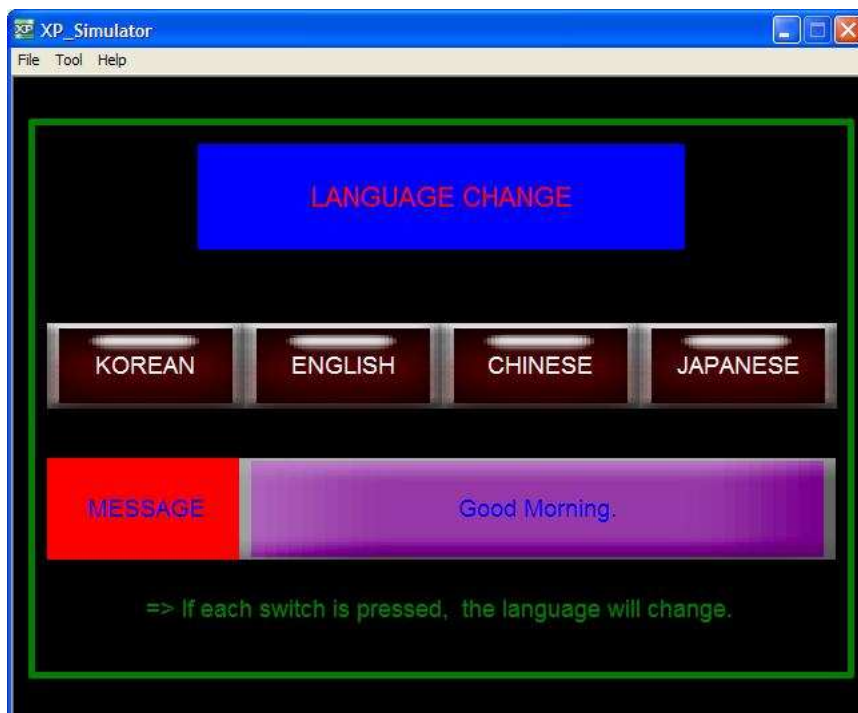 XP_Simulator
File Tool Help
LANGUAGE CHANGE
KOREAN ENGLISH CHINESE JAPANESE
MESSAGE Good Morning.
=> If each switch is pressed, the language will change.